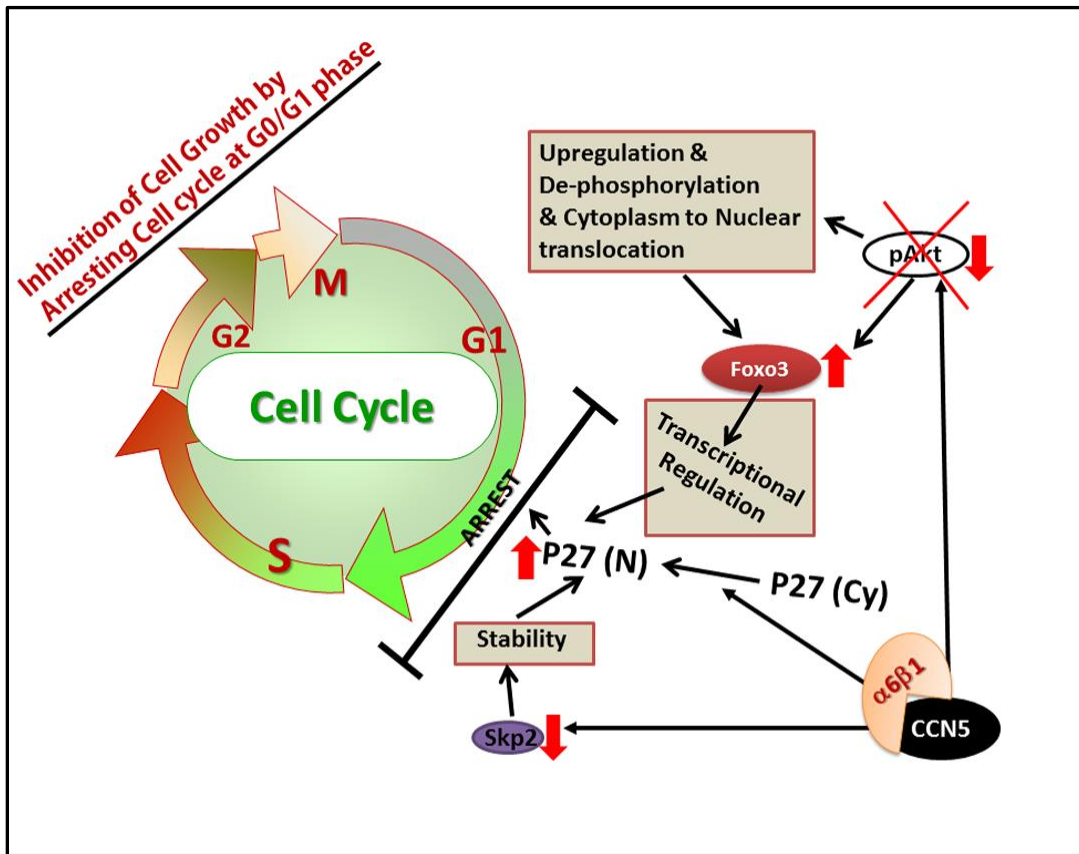 Inhibition of Cell Growth by
Arresting Cell cycle at G0/G1 phase
Upregulation &
De-phosphorylation
& Cytoplasm to Nuclear
translocation
pAkt
M
G2
G1
Foxo3
Cell Cycle
Transcriptional
Regulation
ARREST
S
P27 (N)
P27 (Cy)
Stability
α6β1
Skp2
CCN5